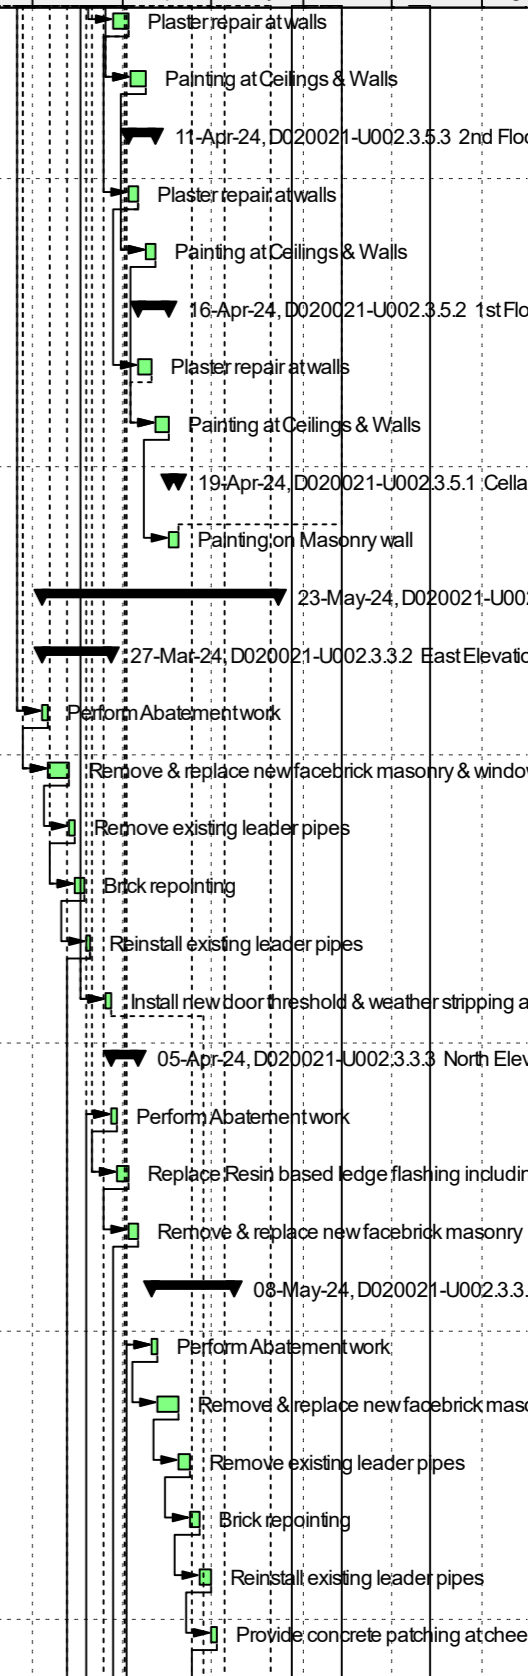 Plaster repair at walls
Painting at Ceilings & Walls
11-Apr-24, D020021-U002.3.5.3 2nd Floo
Plaster repair at walls
Painting at Ceilings & Walls
16-Apr-24, D020021-U002.3.5.2 1st Flo
Plaster repair at walls
Painting at Ceilings & Walls
19-Apr-24, D020021-U002.3.5.1 Cella
Painting on Masonry wall
23-May-24, D020021-U002
27-Mar-24, D020021-U002.3.3.2 East Elevatio
Perform Abatement work
Remove & replace new facebrick masonry & windo
Remove existing leader pipes
Brick repointing
Reinstall existing leader pipes
Install new door threshold & weather stripping a
05-Apr-24, D020021-U002.3.3.3 North Elev
Perform Abatement work
Replace Resin based ledge flashing includin
Remove & replace new facebrick masonry
08-May-24, D020021-U002.3.3.
Perform Abatement work
Remove & replace new facebrick maso
Remove existing leader pipes
Brick repointing
Reinstall existing leader pipes
Provide concrete patching at chee